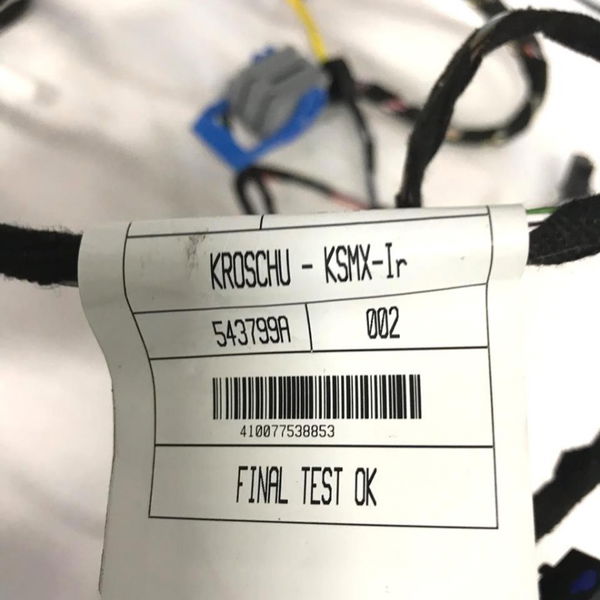 KROSCHU - KSMX-Ir
543799A 002
410077538853
FINAL TEST OK